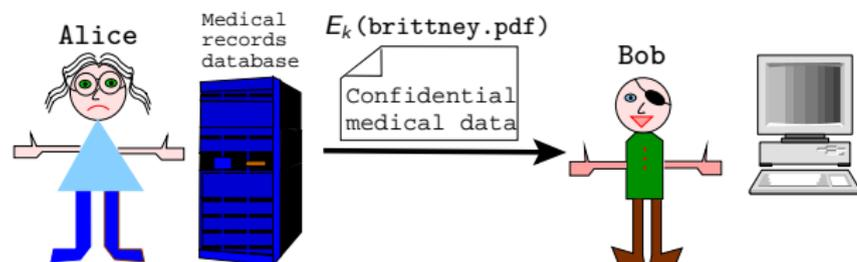 Alice
Medical
records
database
E_k(brittney.pdf)
Confidential
medical data
Bob